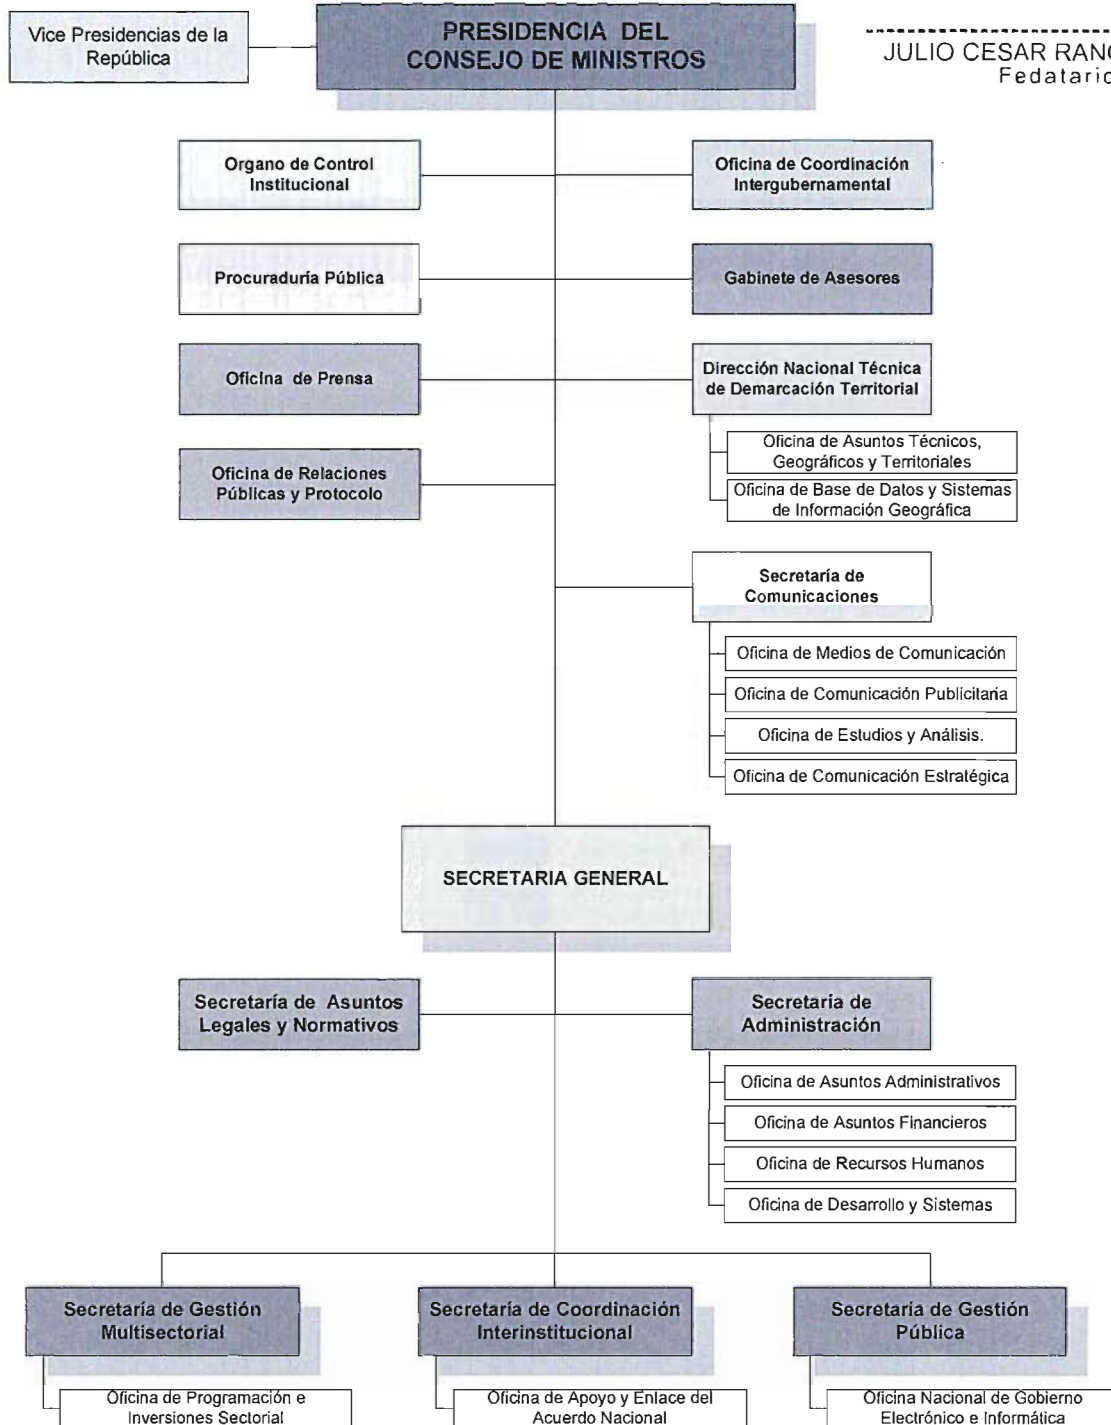 Vice Presidencias de la
República
PRESIDENCIA DEL
CONSEJO DE MINISTROS
JULIO CESAR
Fedatario
Organo de Control
Institucional
Oficina de Coordinación
Intergubernamental
Procuraduría Pública
Gabinete de Asesores
Oficina de Prensa
Dirección Nacional Técnica
de Demarcación Territorial
Oficina de Asuntos Técnicos,
Geográficos y Territoriales
Oficina de Relaciones
Públicas y Protocolo
Oficina de Base de Datos y Sistemas
de Información Geográfica
Secretaría de
Comunicaciones
Oficina de Medios de Comunicación
Oficina de Comunicación Publicitaria
Oficina de Estudios y Análisis.
Oficina de Comunicación Estratégica
SECRETARIA GENERAL
Secretaría de Asuntos
Legales y Normativos
Secretaría de
Administración
Oficina de Asuntos Administrativos
Oficina de Asuntos Financieros
Oficina de Recursos Humanos
Oficina de Desarrollo y Sistemas
Secretaría de Gestión
Multisectorial
Secretaría de Coordinación
Interinstitucional
Secretaría de Gestión
Pública
Oficina de Programación e
Inversiones Sectorial
Oficina de Apoyo y Enlace del
Acuerdo Nacional
Oficina Nacional de Gobierno
Electrónico e Informática